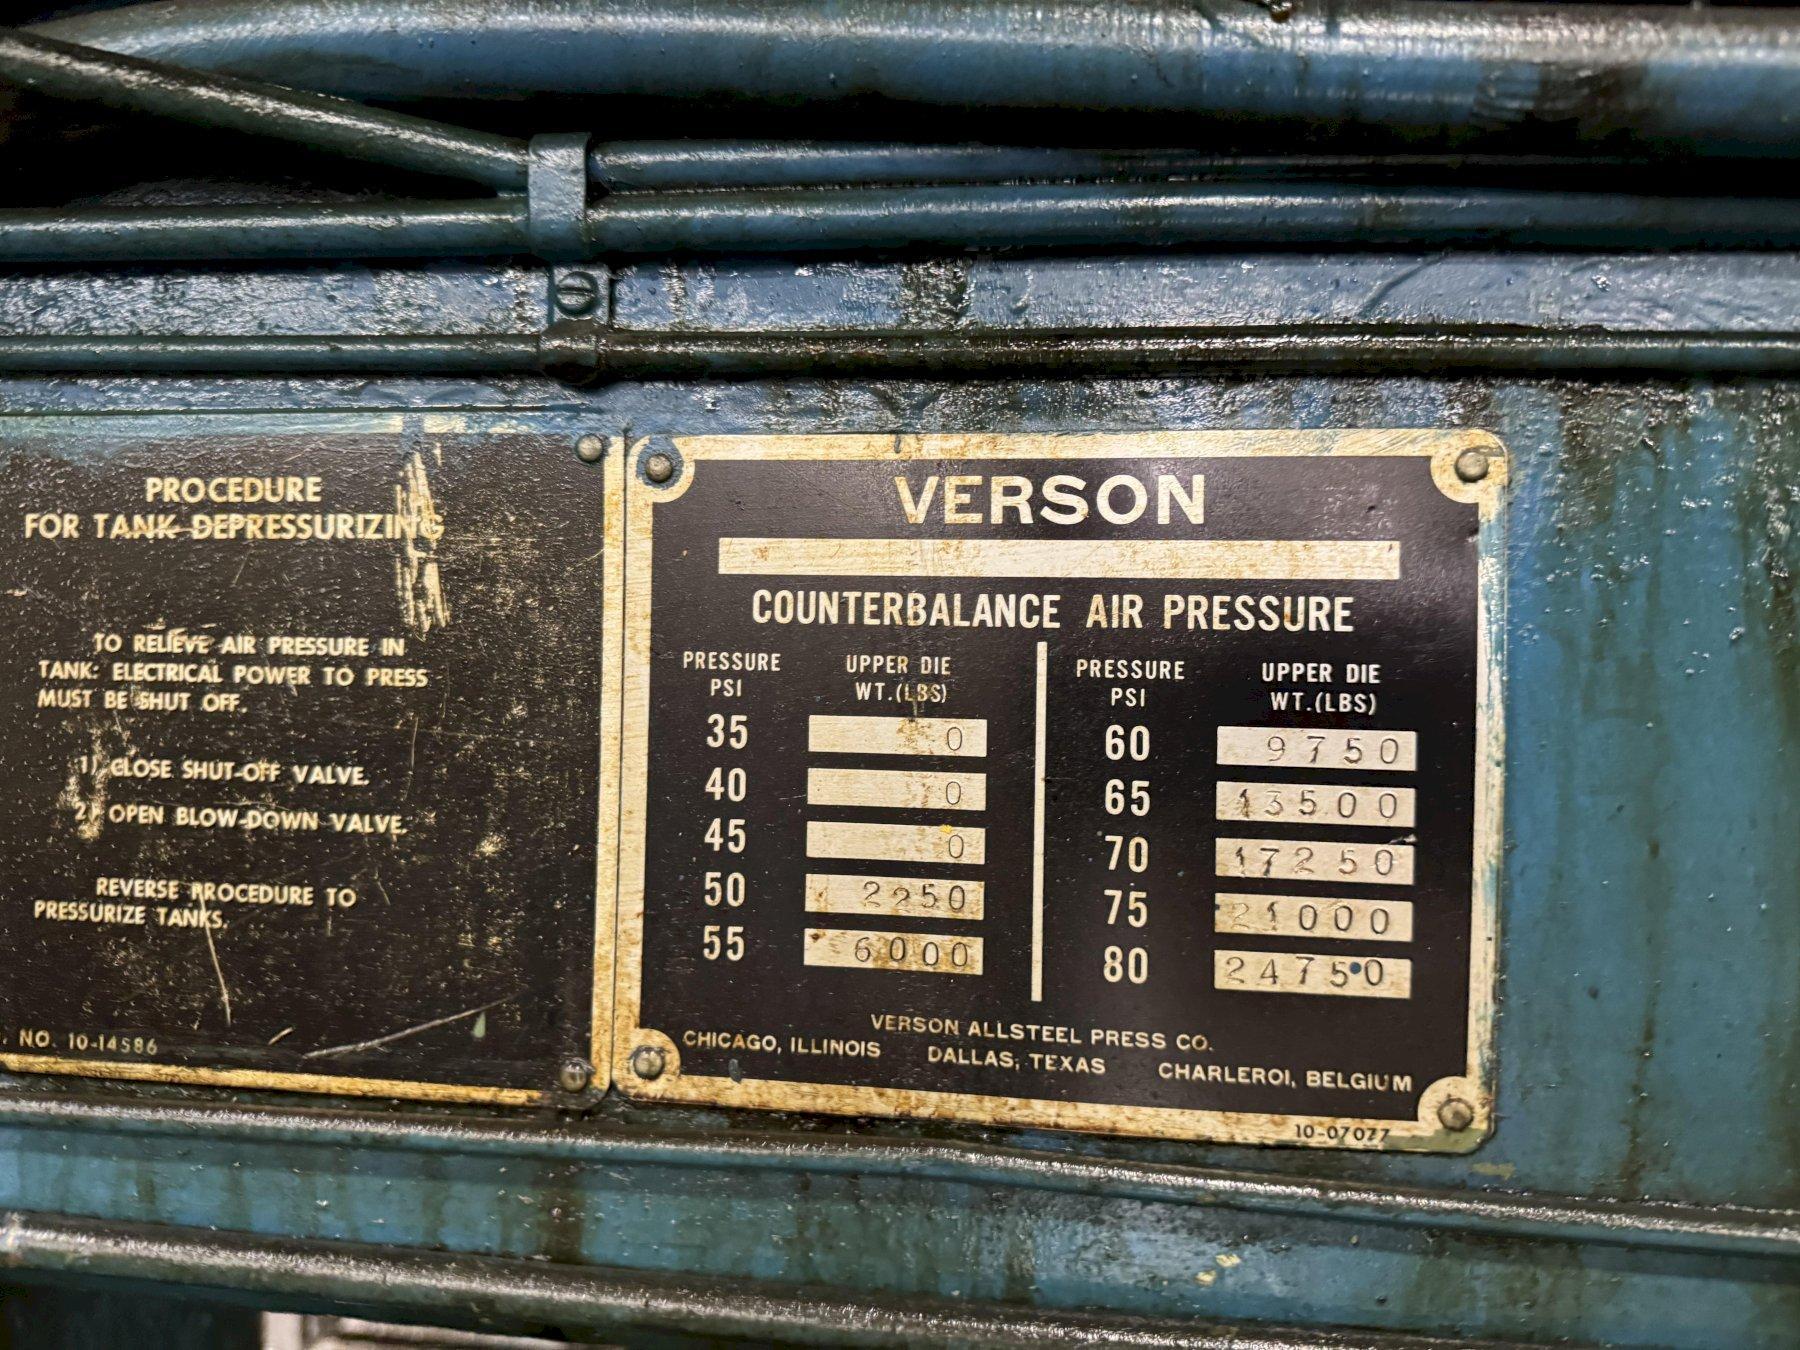 PROCEDURE
FOR TANK DEPRESSURIZING
TO RELIEVE AIR PRESSURE IN
TANK: ELECTRICAL POWER TO PRESS
MUST BE SHUT OFF.
1) CLOSE SHUT-OFF VALVE.
2) OPEN BLOW-DOWN VALVE.
REVERSE PROCEDURE TO
PRESSURIZE TANKS.
. NO. 10-14586
VERSON
COUNTERBALANCE AIR PRESSURE
PRESSURE UPPER DIE
PSI WT.(LBS)
35 0
40 0
45 0
50 2250
55 6000
PRESSURE UPPER DIE
PSI WT.(LBS)
60 9750
65 13500
70 17250
75 21000
80 24750
VERSON ALLSTEEL PRESS CO.
CHICAGO, ILLINOIS DALLAS, TEXAS CHARLEROI, BELGIUM
10-07077